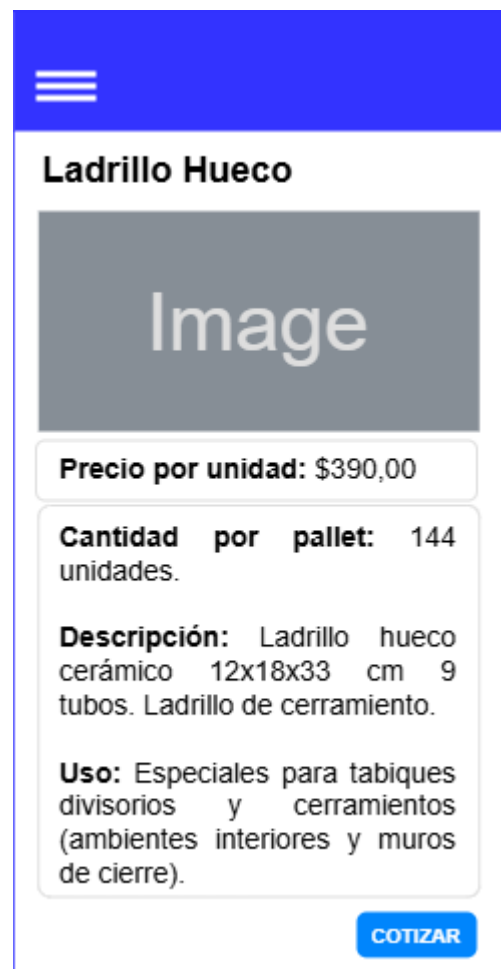 Ladrillo Hueco
Image
Precio por unidad: $390,00
Cantidad por pallet: 144
unidades.
Descripción: Ladrillo hueco
cerámico 12x18x33 cm 9
tubos. Ladrillo de cerramiento.
Uso: Especiales para tabiques
divisorios y cerramientos
(ambientes interiores y muros
de cierre).
COTIZAR